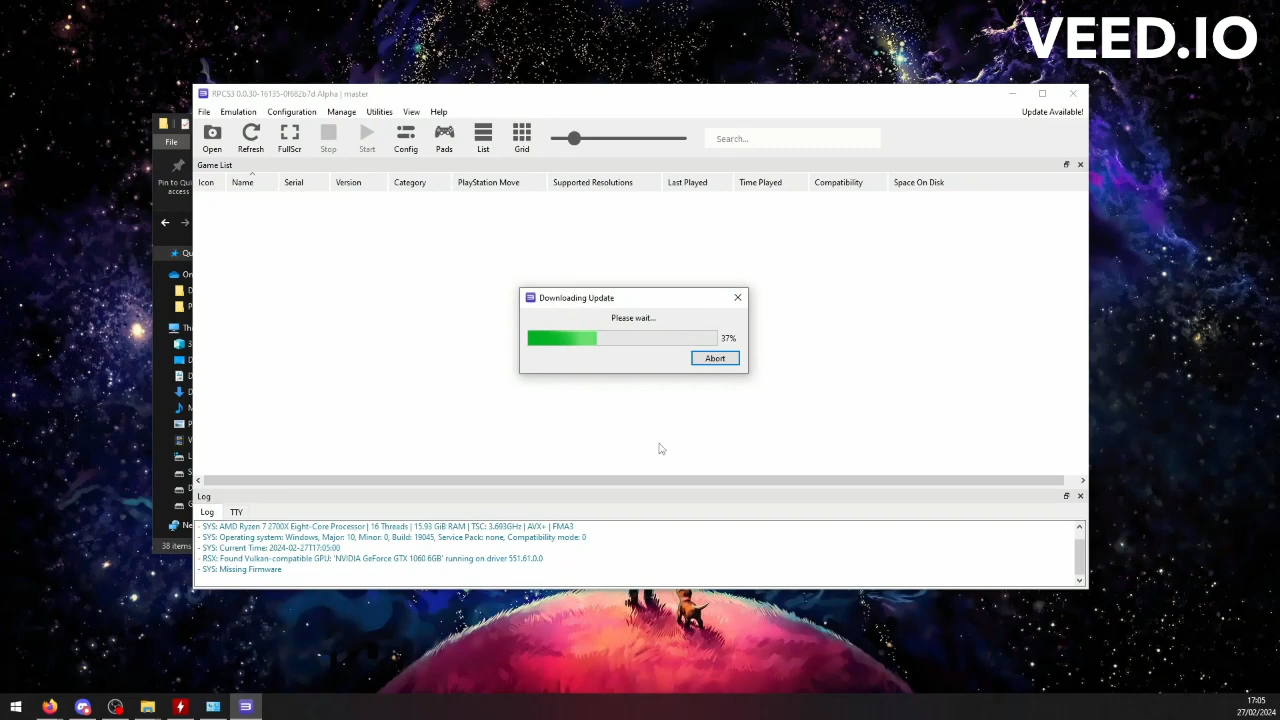 VEED.IO
RPCS3 0.0.30-16135-0f682b7d Alpha | master
File Emulation Configuration Manage Utilities View Help Update Available!
Open Refresh FullScr Stop Start Config Pads List Grid Search...
File
Game List
Pin to Quick
access
Icon Name Serial Version Category PlayStation Move Supported Resolutions Last Played Time Played Compatibility Space On Disk
Downloading Update
Please wait...
37%
Abort
Log
Log TTY
- SYS: AMD Ryzen 7 2700X Eight-Core Processor | 16 Threads | 15.93 GiB RAM | TSC: 3.693GHz | AVX+ | FMA3
- SYS: Operating system: Windows, Major: 10, Minor: 0, Build: 19045, Service Pack: none, Compatibility mode: 0
- SYS: Current Time: 2024-02-27T17:05:00
- RSX: Found Vulkan-compatible GPU: 'NVIDIA GeForce GTX 1060 6GB' running on driver 551.61.0.0
- SYS: Missing Firmware
38 items
17:05
27/02/2024